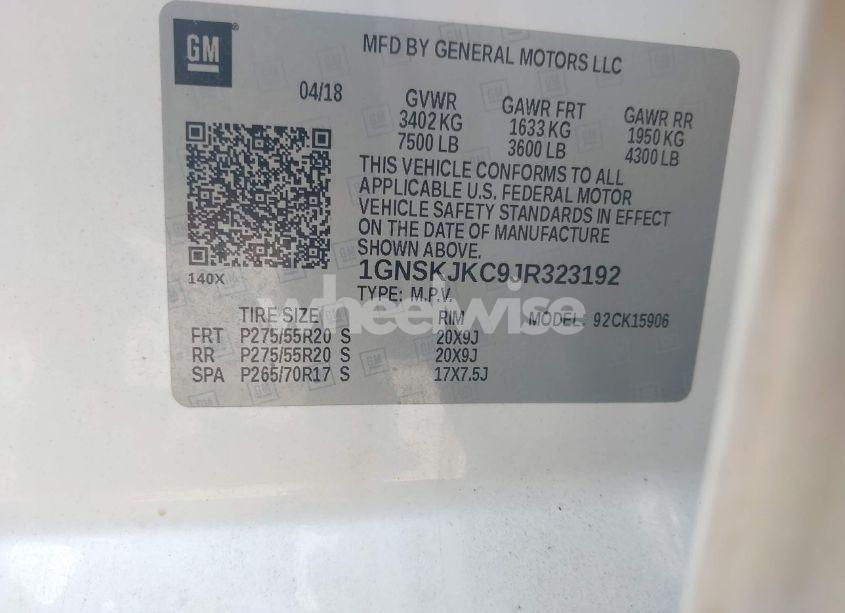 GM
MFD BY GENERAL MOTORS LLC
04/18
GVWR GAWR FRT GAWR RR
3402 KG 1633 KG 1950 KG
7500 LB 3600 LB 4300 LB
THIS VEHICLE CONFORMS TO ALL
APPLICABLE U.S. FEDERAL MOTOR
VEHICLE SAFETY STANDARDS IN EFFECT
ON THE DATE OF MANUFACTURE
SHOWN ABOVE.
140X
1GNSKJKC9JR323192
TYPE: M.P.V.
wheelwise
TIRE SIZE RIM MODEL: 92CK15906
FRT P275/55R20 S 20X9J
RR P275/55R20 S 20X9J
SPA P265/70R17 S 17X7.5J